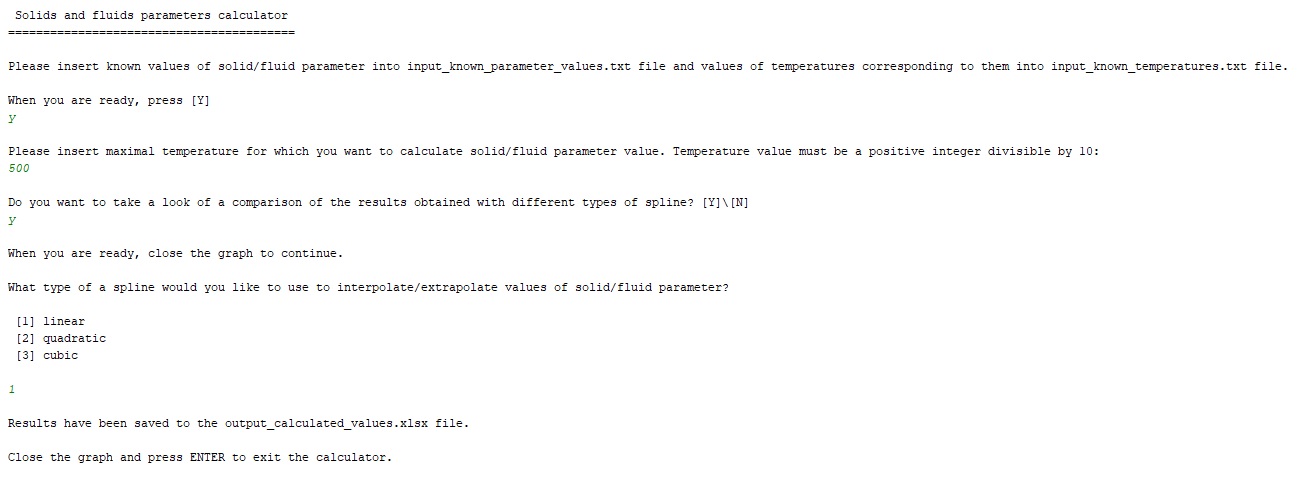 Solids and fluids parameters calculator
=========================================
Please insert known values of solid/fluid parameter into input_known_parameter_values.txt file and values of temperatures corresponding to them into input_known_temperatures.txt file.
When you are ready, press [Y]
y
Please insert maximal temperature for which you want to calculate solid/fluid parameter value. Temperature value must be a positive integer divisible by 10:
500
Do you want to take a look of a comparison of the results obtained with different types of spline? [Y]\[N]
y
When you are ready, close the graph to continue.
What type of a spline would you like to use to interpolate/extrapolate values of solid/fluid parameter?
[1] linear
[2] quadratic
[3] cubic
1
Results have been saved to the output_calculated_values.xlsx file.
Close the graph and press ENTER to exit the calculator.